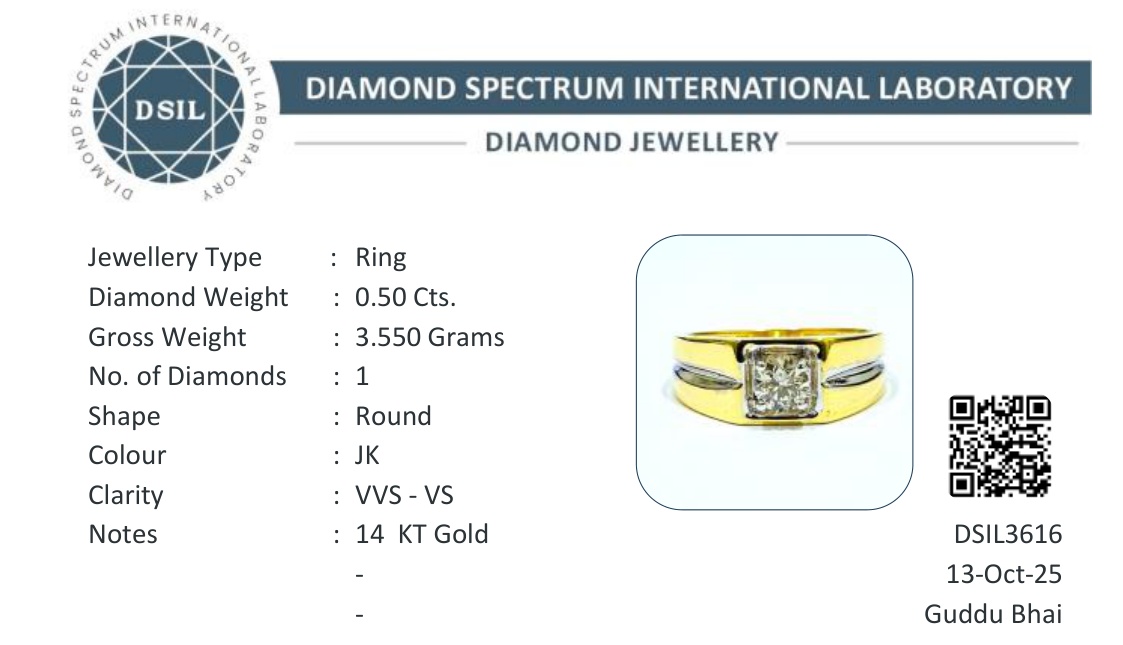 DIAMOND SPECTRUM INTERNATIONAL LABORATORY
DSIL
DIAMOND SPECTRUM INTERNATIONAL LABORATORY
DIAMOND JEWELLERY
Jewellery Type : Ring
Diamond Weight : 0.50 Cts.
Gross Weight : 3.550 Grams
No. of Diamonds : 1
Shape : Round
Colour : JK
Clarity : VVS - VS
Notes : 14 KT Gold
-
-
DSIL3616
13-Oct-25
Guddu Bhai